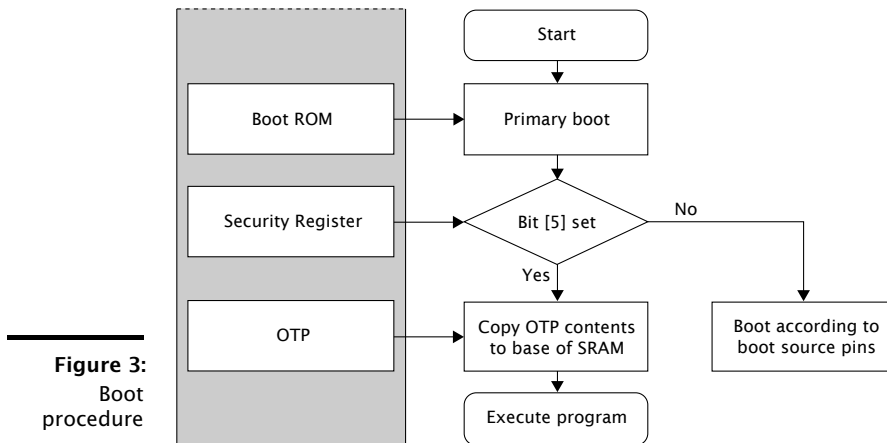 Start
Boot ROM
Primary boot
Security Register
Bit [5] set
No
Yes
OTP
Copy OTP contents
to base of SRAM
Boot according to
boot source pins
Execute program
Figure 3:
Boot
procedure